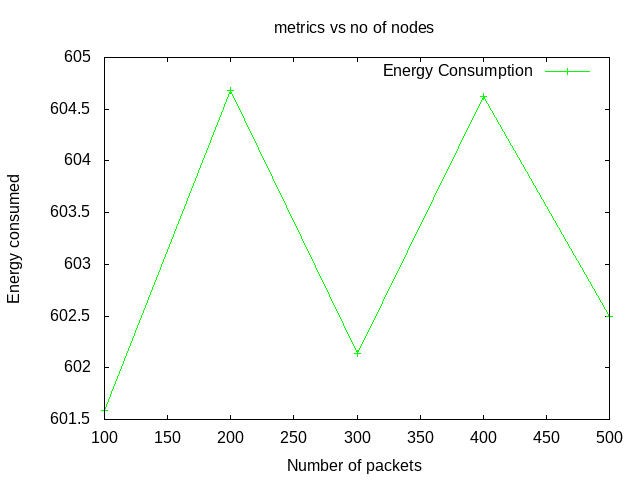 metrics vs no of nodes
605
Energy Consumption
604.5
604
603.5
603
602.5
602
601.5
Energy consumed
100 150 200 250 300 350 400 450 500
Number of packets